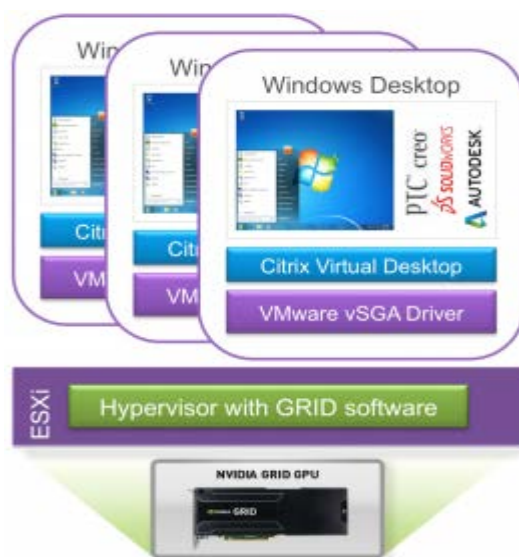 Win
Win
Windows Desktop
PTC creo
SOLIDWORKS
AUTODESK
Citr
Citr
Citrix Virtual Desktop
VM
VM
VMware vSGA Driver
ESXi
Hypervisor with GRID software
NVIDIA GRID GPU
GRID